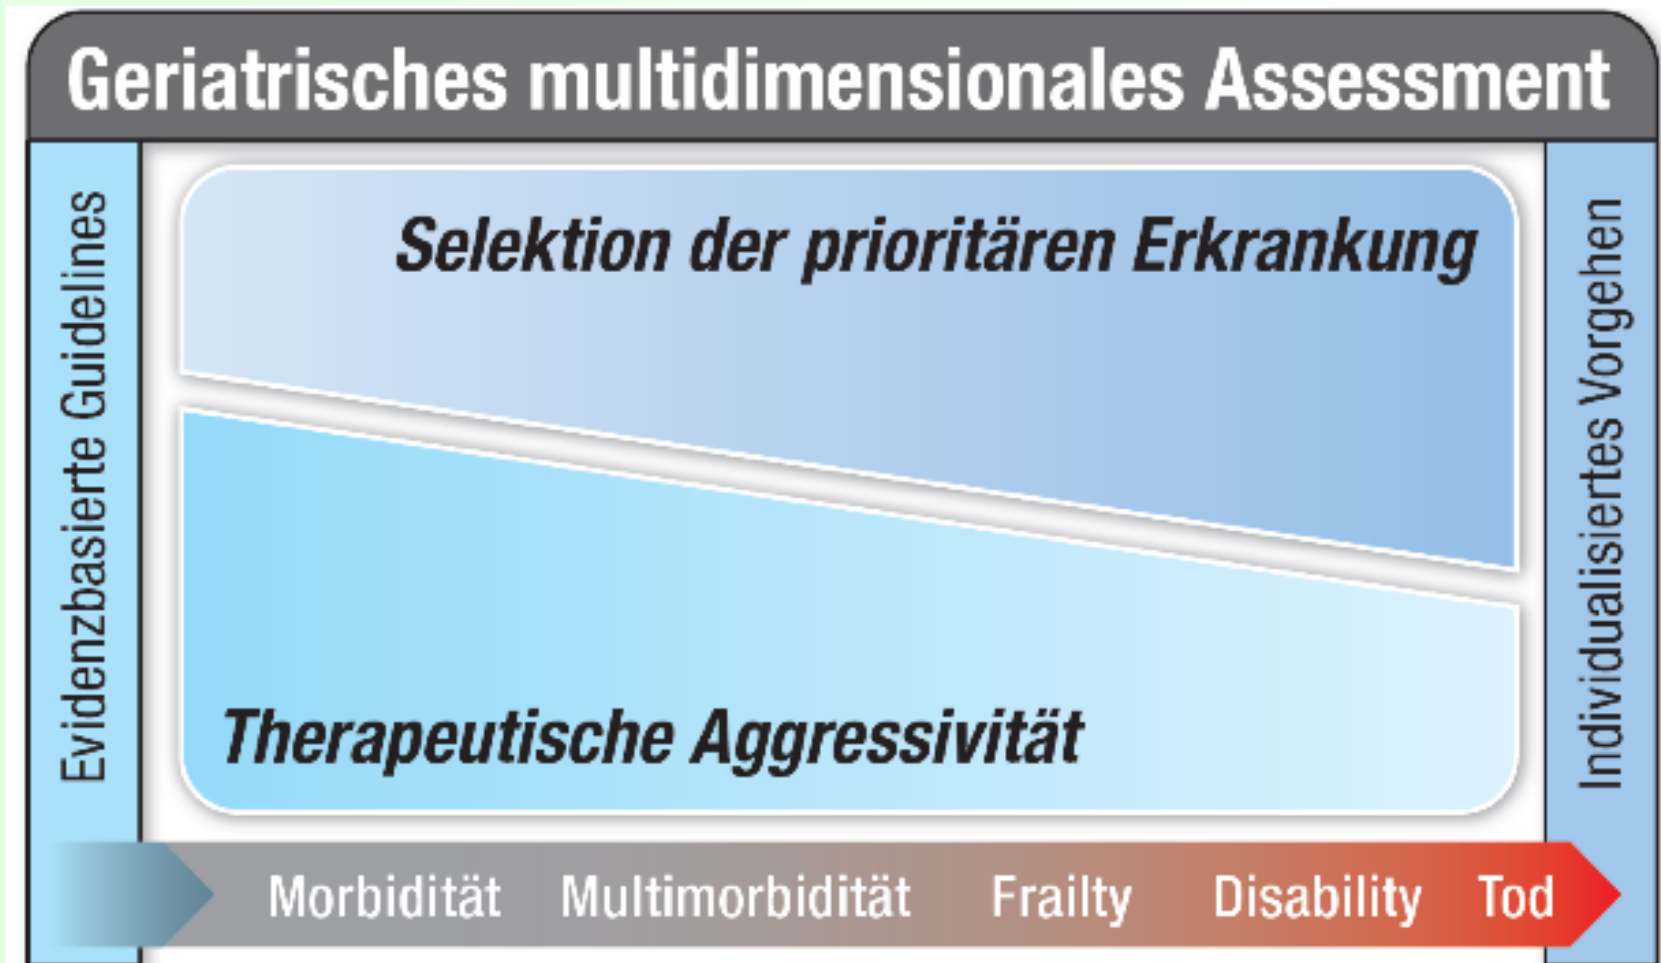 Geriatrisches multidimensionales Assessment
Evidenzbasierte Guidelines
Selektion der prioritären Erkrankung
Therapeutische Aggressivität
Individualisiertes Vorgehen
Morbidität Multimorbidität Frailty Disability Tod